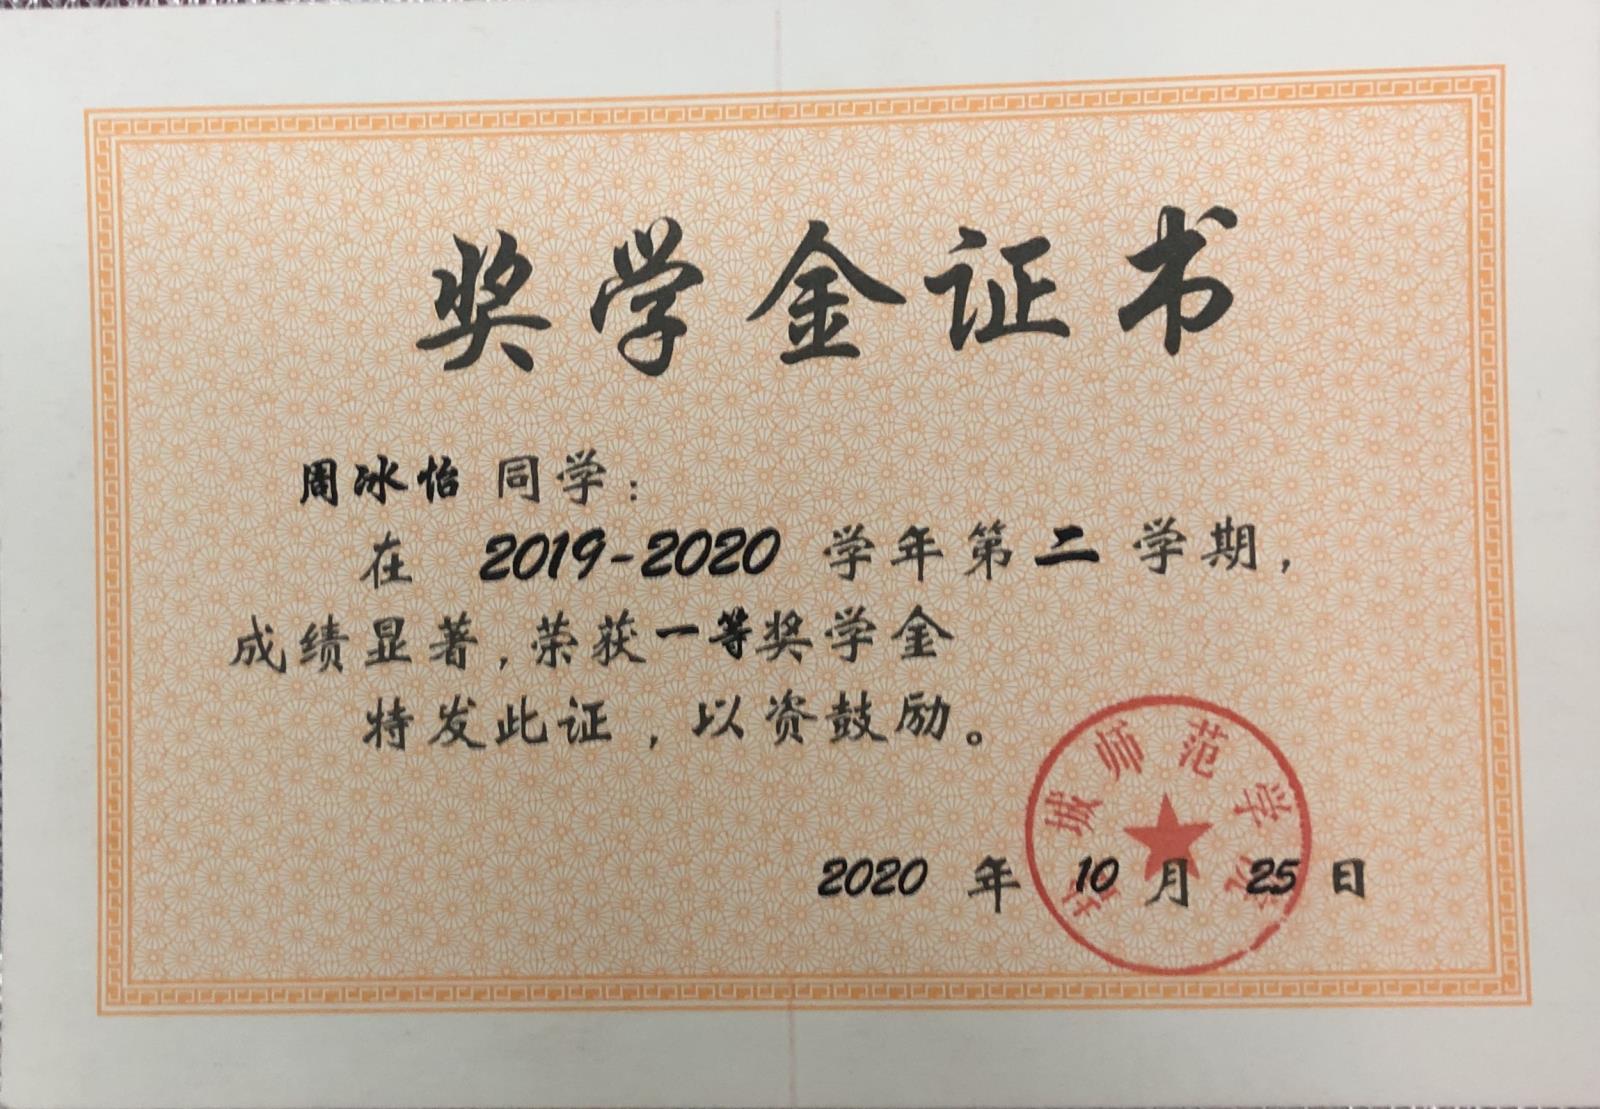 奖学金证书
周冰怡 同学：
在 2019-2020 学年第 二 学期，
成绩显著，荣获一等奖学金
特发此证，以资鼓励。
盐城师范学院
2020 年 10 月 25 日